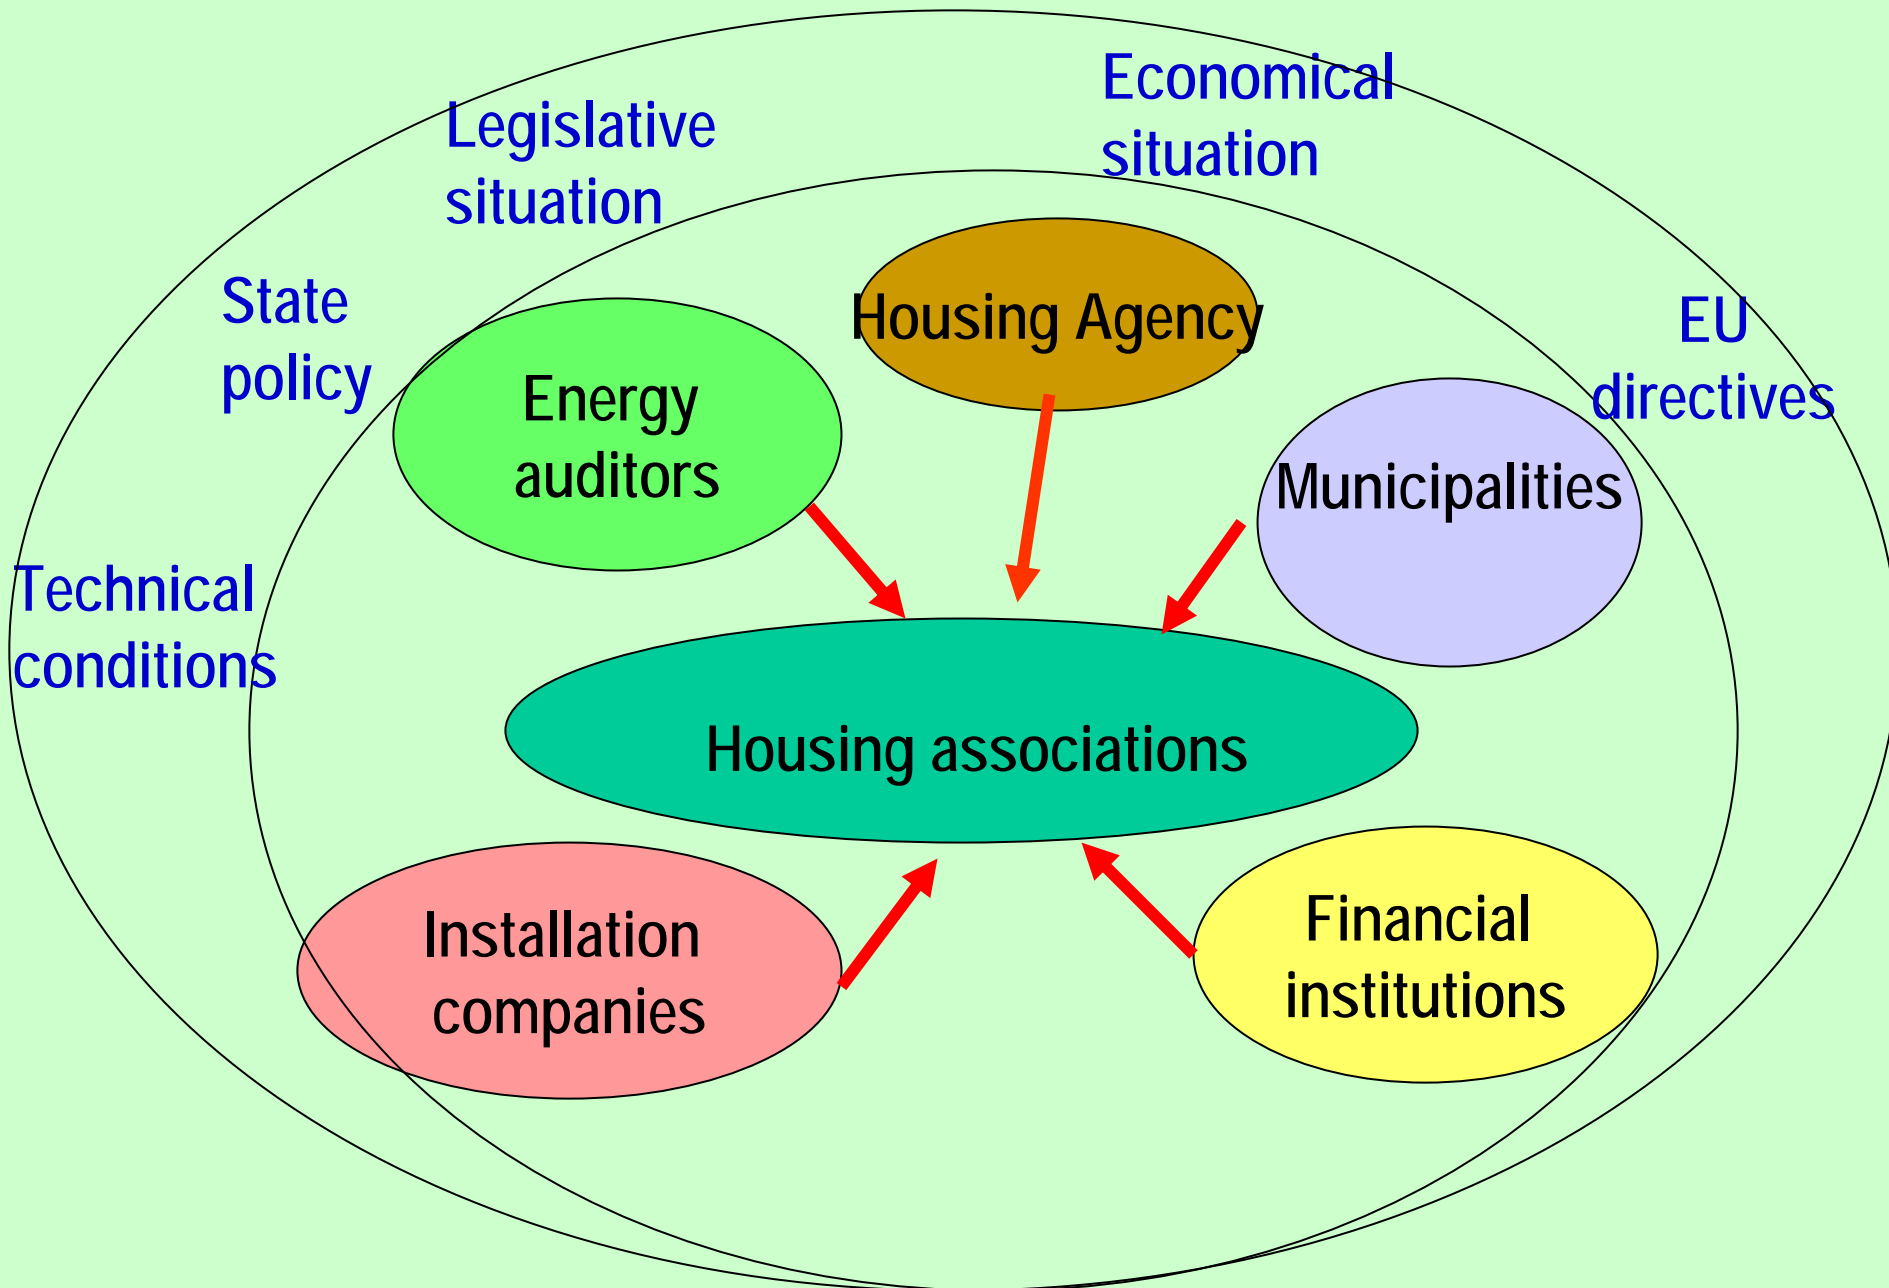 Economical
situation
Legislative
situation
State
policy
EU
directives
Technical
conditions
Housing Agency
Energy
auditors
Municipalities
Housing associations
Installation
companies
Financial
institutions